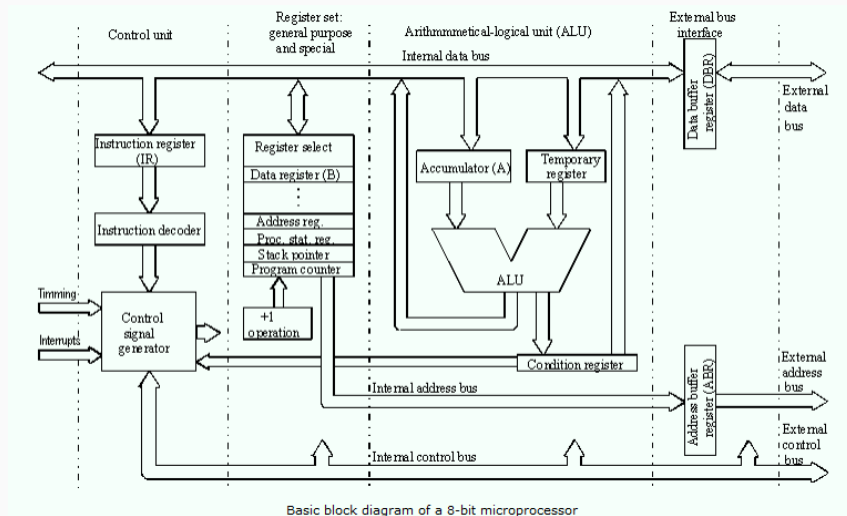 Control unit
Register set:
general purpose
and special
Arithmmmetical-logical unit (ALU)
External bus
interface
Internal data bus
Data buffer
register (DBR)
External
data
bus
Instruction register
(IR)
Register select
Data register (B)
Accumulator (A)
Temporary
register
Instruction decoder
Address reg.
Proc. stat. reg.
Stack pointer
Program counter
ALU
Timming
Control
signal
generator
+1
operation
Interrupts
Condition register
Internal address bus
Address buffer
register (ABR)
External
address
bus
External
control
bus
Internal control bus
Basic block diagram of a 8-bit microprocessor